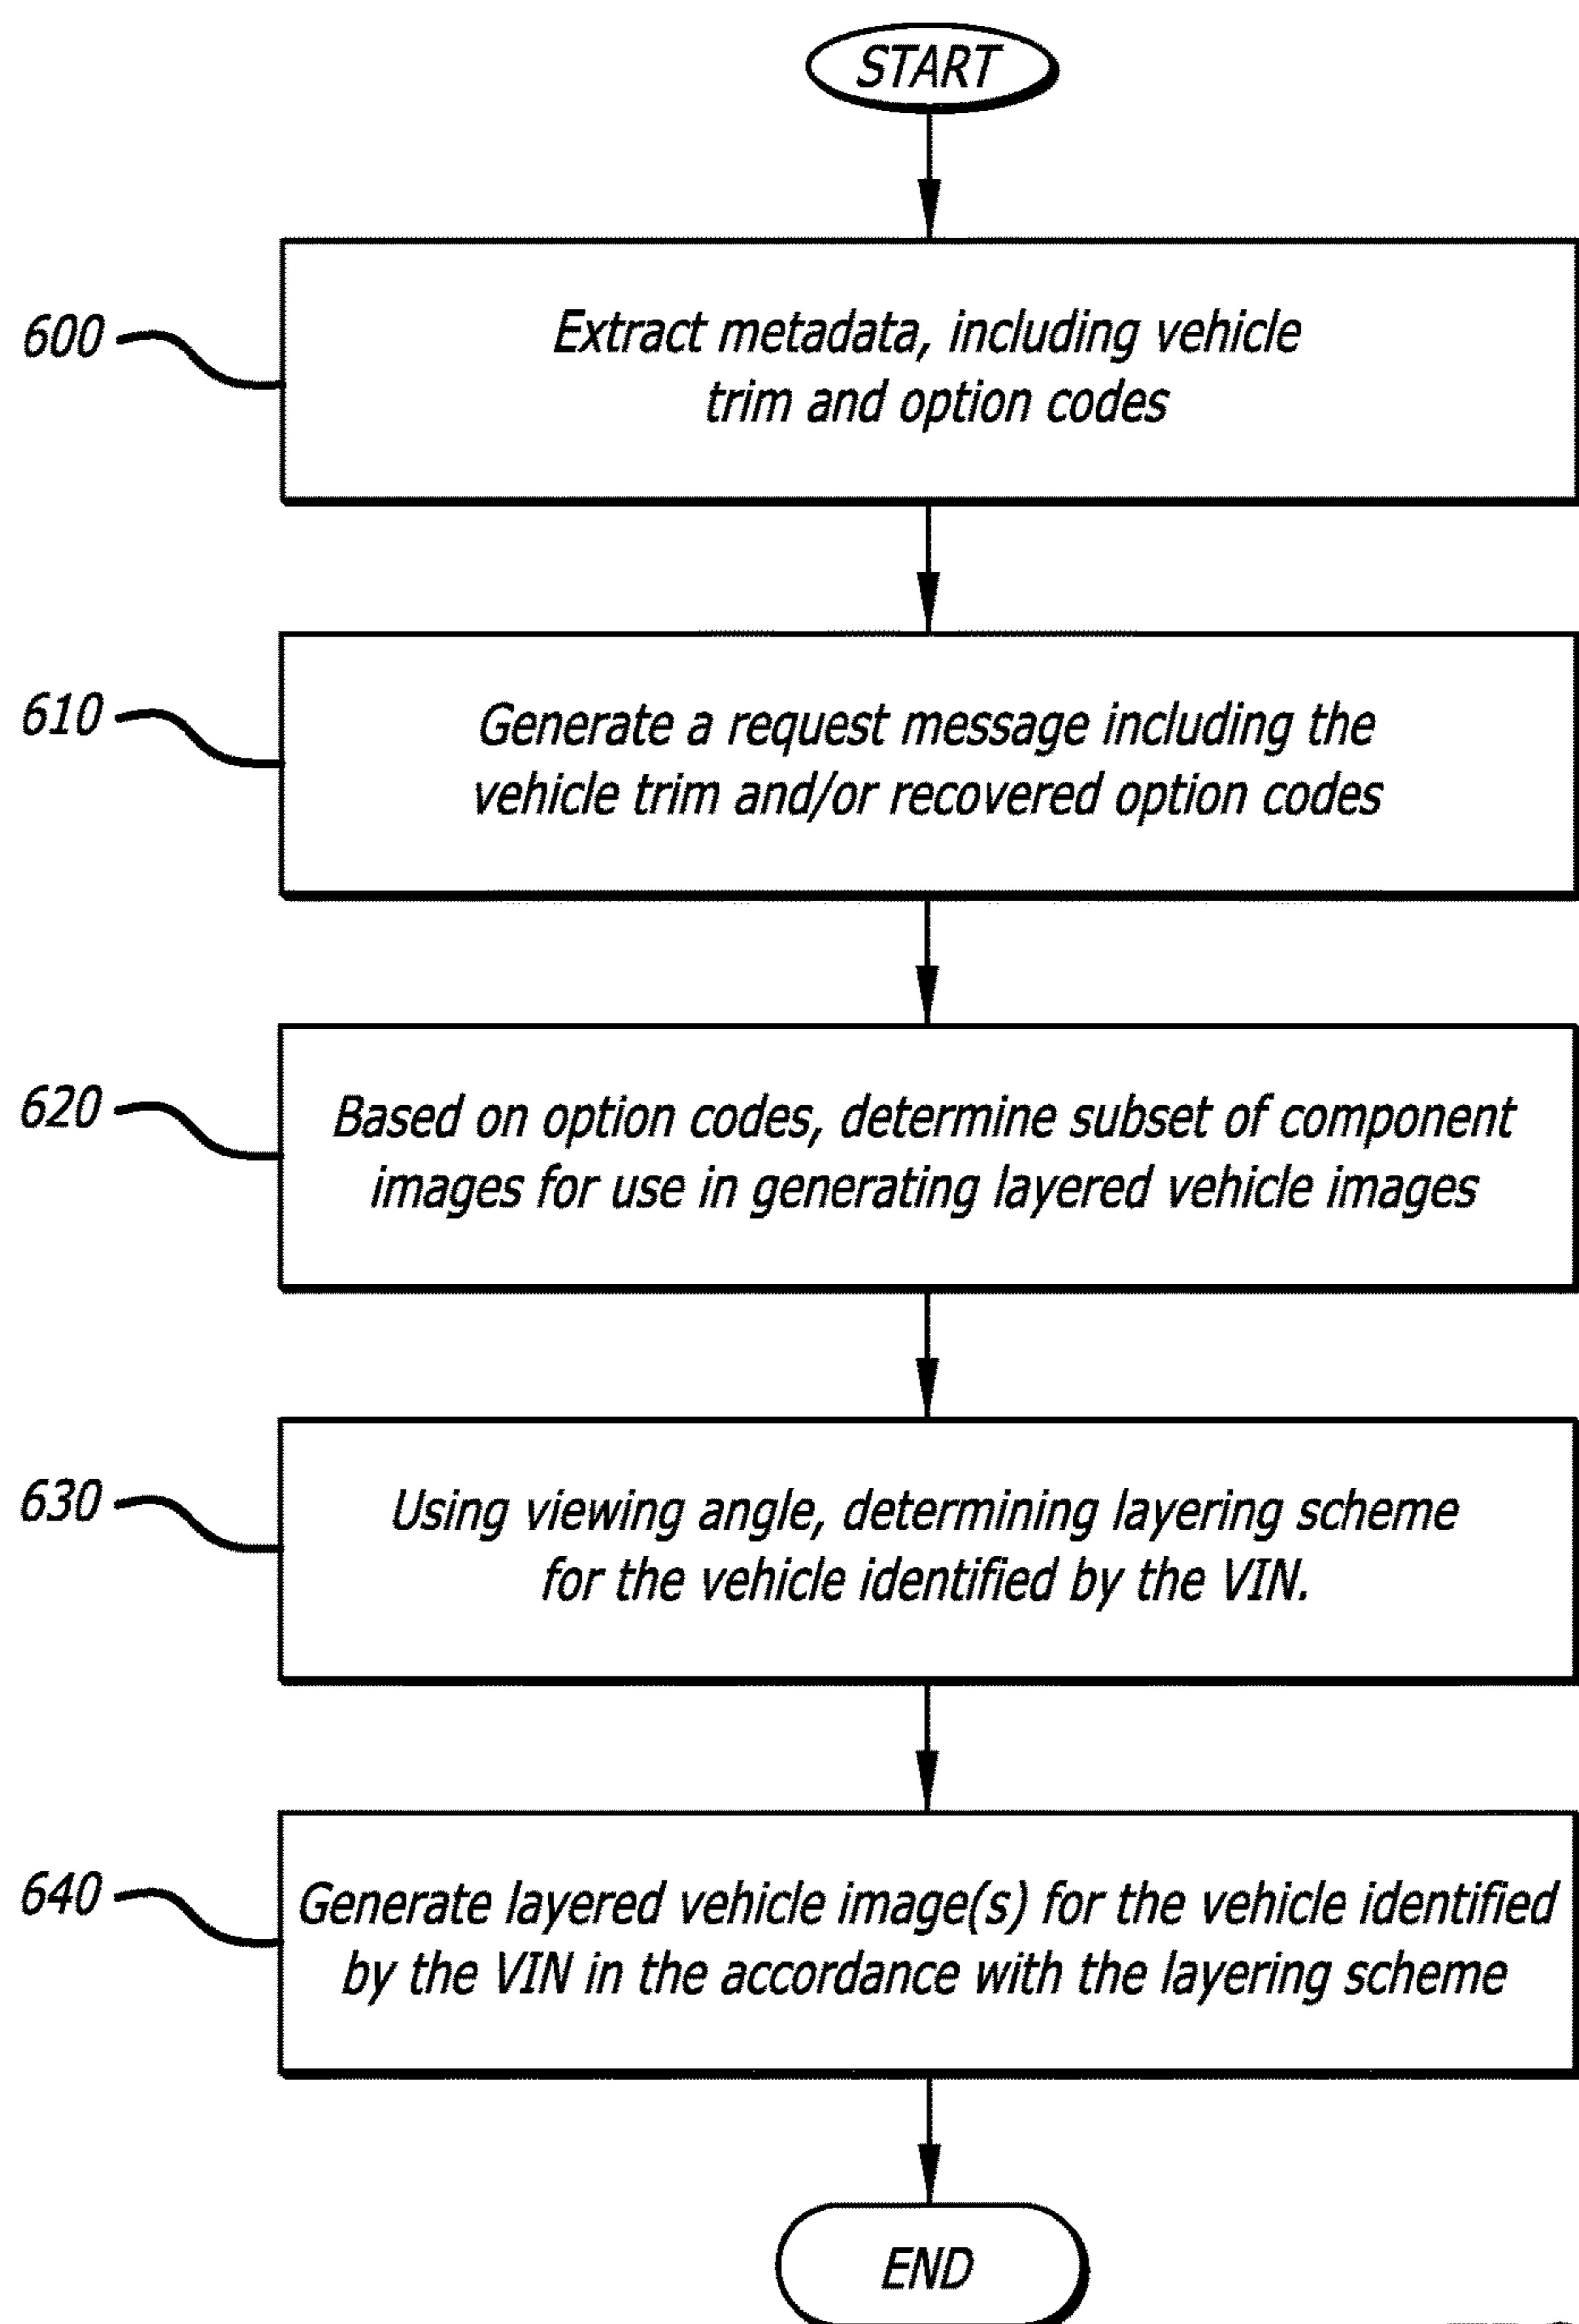 START
600
Extract metadata, including vehicle
trim and option codes
610
Generate a request message including the
vehicle trim and/or recovered option codes
620
Based on option codes, determine subset of component
images for use in generating layered vehicle images
630
Using viewing angle, determining layering scheme
for the vehicle identified by the VIN.
640
Generate layered vehicle image(s) for the vehicle identified
by the VIN in the accordance with the layering scheme
END